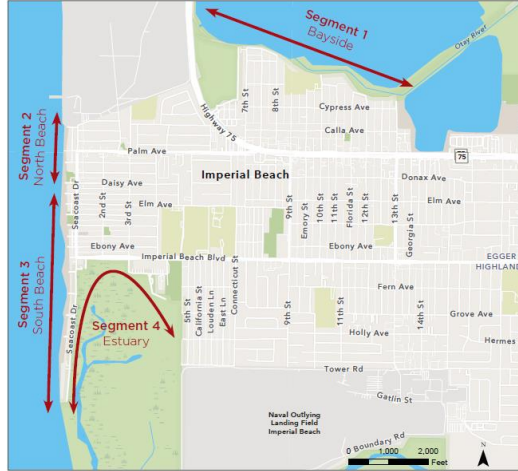 Segment 1
Bayside
Otay River
Segment 2
North Beach
Highway 75
7th St
8th St
Cypress Ave
Calla Ave
75
Palm Ave
Imperial Beach
Donax Ave
Daisy Ave
Elm Ave
Elm Ave
Seacoast Dr
2nd St
3rd St
9th St
Emory St
10th St
11th St
Florida St
12th St
13th St
Georgia St
Ebony Ave
Ebony Ave
Imperial Beach Blvd
EGGER
HIGHLAND
Segment 3
South Beach
Seacoast Dr
Segment 4
Estuary
5th St
California St
Louden Ln
East Ln
Connecticut St
9th St
11th St
14th St
Fern Ave
Grove Ave
Holly Ave
Hermes
Tower Rd
Gatlin St
Naval Outlying
Landing Field
Imperial Beach
Boundary Rd
0 1,000 2,000
Feet
N